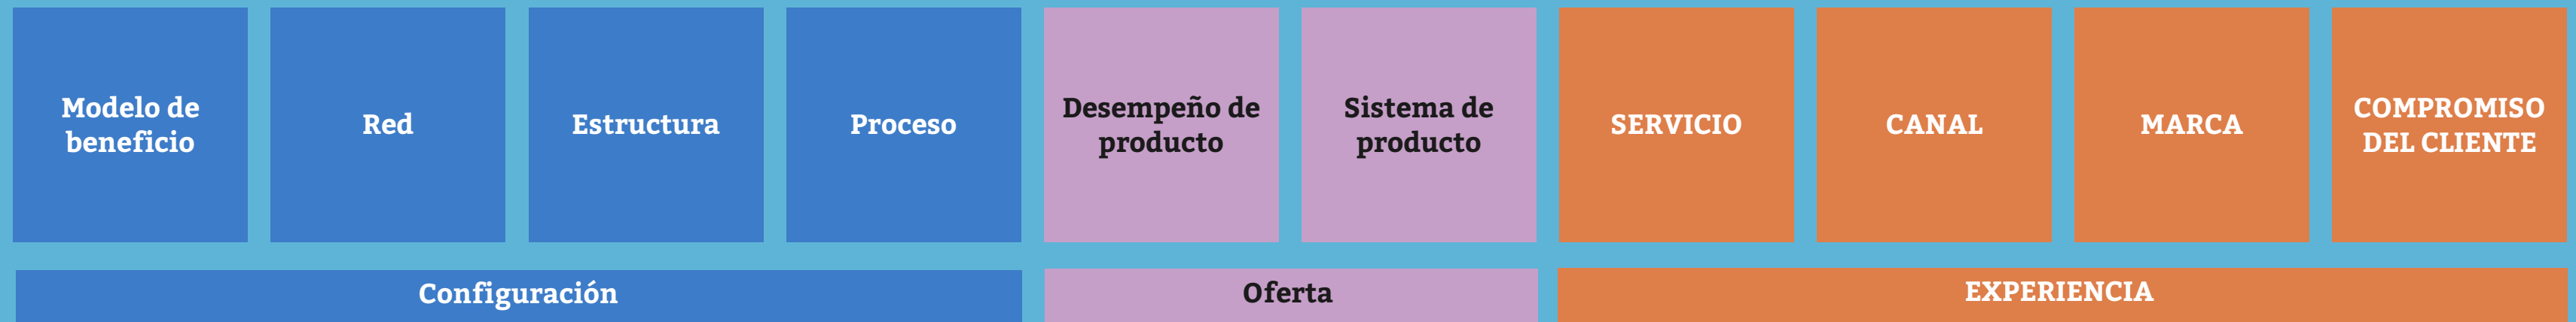 Modelo de
beneficio
Red
Estructura
Proceso
Desempeño de
producto
Sistema de
producto
SERVICIO
CANAL
MARCA
COMPROMISO
DEL CLIENTE
Configuración
Oferta
EXPERIENCIA